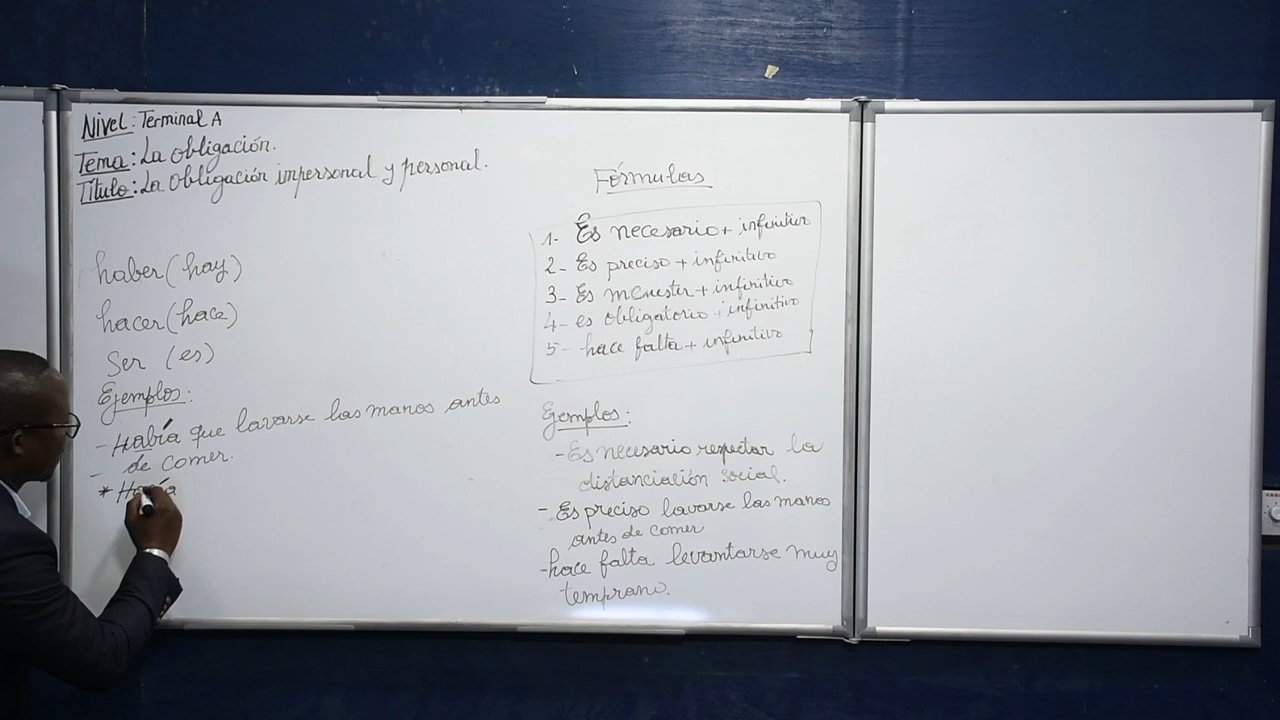 Nivel: Terminal A
Tema: La obligación.
Título: La obligación impersonal y personal.
haber (hay)
hacer (hace)
Ser (es)
Ejemplos:
- Había que lavarse las manos antes
- de comer.
Fórmulas
1- Es necesario + infinitivo
2- Es preciso + infinitivo
3- Es menester + infinitivo
4- es obligatorio + infinitivo
5- hace falta + infinitivo
Ejemplos:
- Es necesario respectar la
distanciación social.
- Es preciso lavarse las manos
antes de comer
- hace falta levantarse muy
temprano.